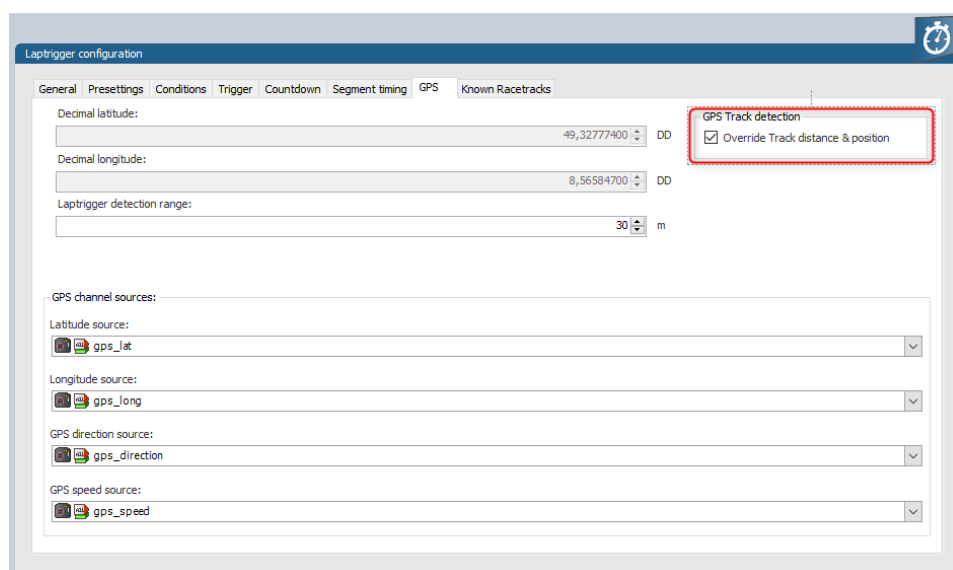 Laptrigger configuration
General Presettings Conditions Trigger Countdown Segment timing GPS Known Racetracks
Decimal latitude:
49,32777400 DD
Decimal longitude:
8,56584700 DD
Laptrigger detection range:
30 m
GPS Track detection
Override Track distance & position
GPS channel sources:
Latitude source:
gps_lat
Longitude source:
gps_long
GPS direction source:
gps_direction
GPS speed source:
gps_speed